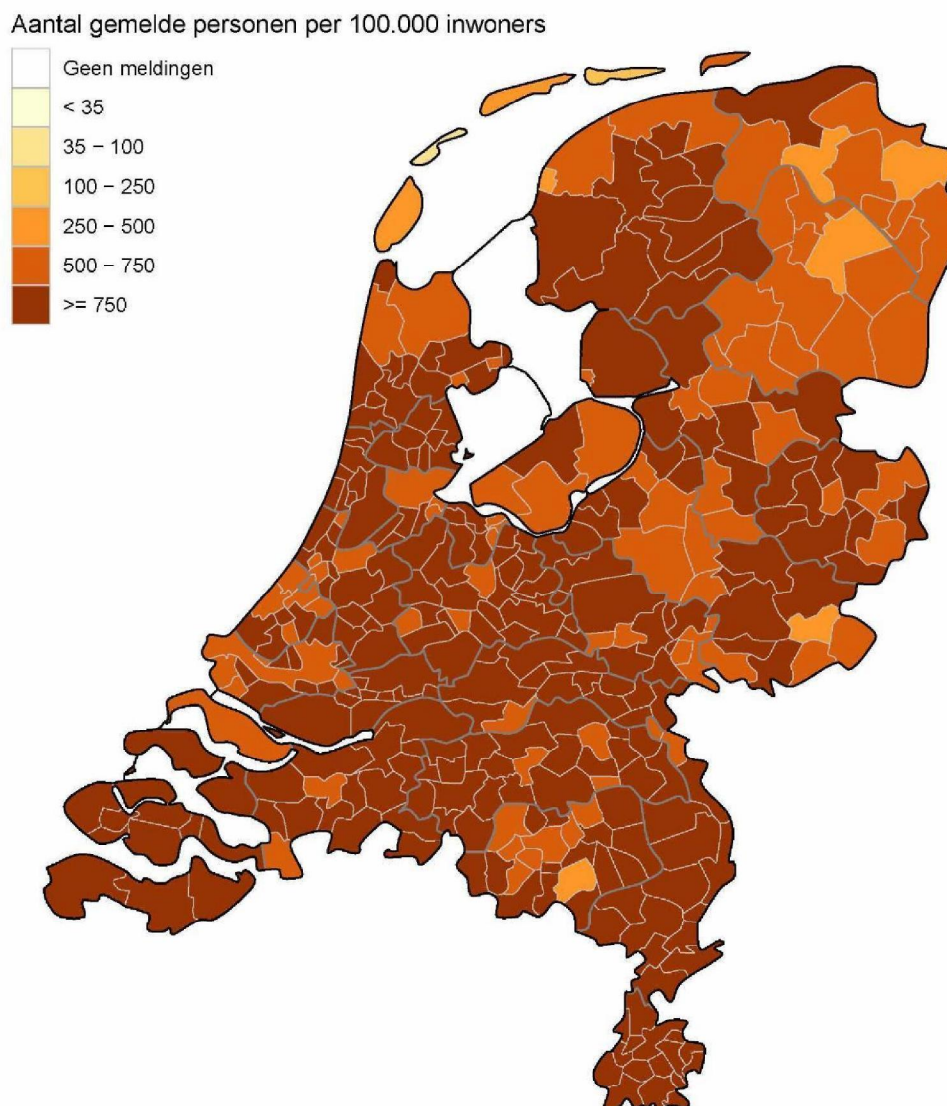 Aantal gemelde personen per 100.000 inwoners
Geen meldingen
< 35
35 – 100
100 – 250
250 – 500
500 – 750
>= 750